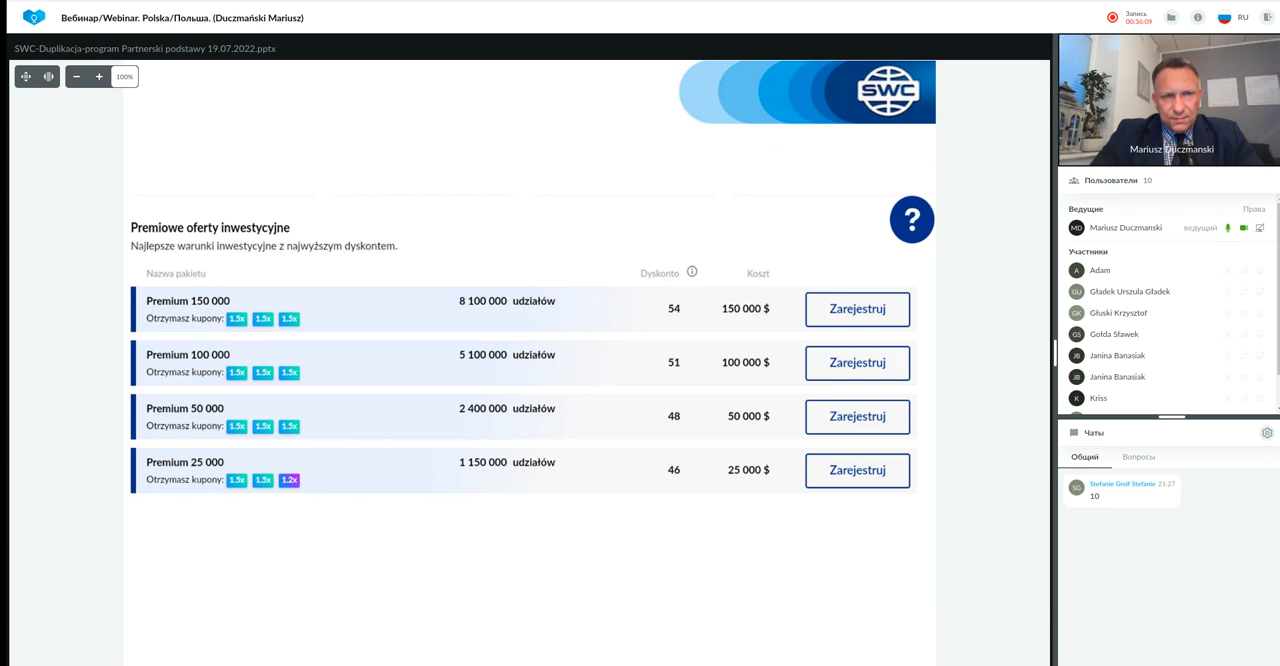 Вебинар/Webinar. Polska/Польша. (Duczmański Mariusz)
Запись
00:36:09
RU
SWC-Duplikacja-program Partnerski podstawy 19.07.2022.pptx
100%
SWC
Premiowe oferty inwestycyjne
Najlepsze warunki inwestycyjne z najwyższym dyskontem.
?
Nazwa pakietu Dyskonto Koszt
Premium 150 000 8 100 000 udziałów 54 150 000 $ Zarejestruj
Otrzymasz kupony: 1.5x 1.5x 1.5x
Premium 100 000 5 100 000 udziałów 51 100 000 $ Zarejestruj
Otrzymasz kupony: 1.5x 1.5x 1.5x
Premium 50 000 2 400 000 udziałów 48 50 000 $ Zarejestruj
Otrzymasz kupony: 1.5x 1.5x 1.5x
Premium 25 000 1 150 000 udziałów 46 25 000 $ Zarejestruj
Otrzymasz kupony: 1.5x 1.5x 1.2x
Mariusz Duczmanski
Пользователи 10
Ведущие Права
MD Mariusz Duczmanski ведущий
Участники
A Adam
GU Gładek Urszula Gładek
GK Głuski Krzysztof
GS Gołda Sławek
JB Janina Banasiak
JB Janina Banasiak
K Kriss
Чаты
Общий Вопросы
SG Stefanie Greif Stefanie 21:27
10